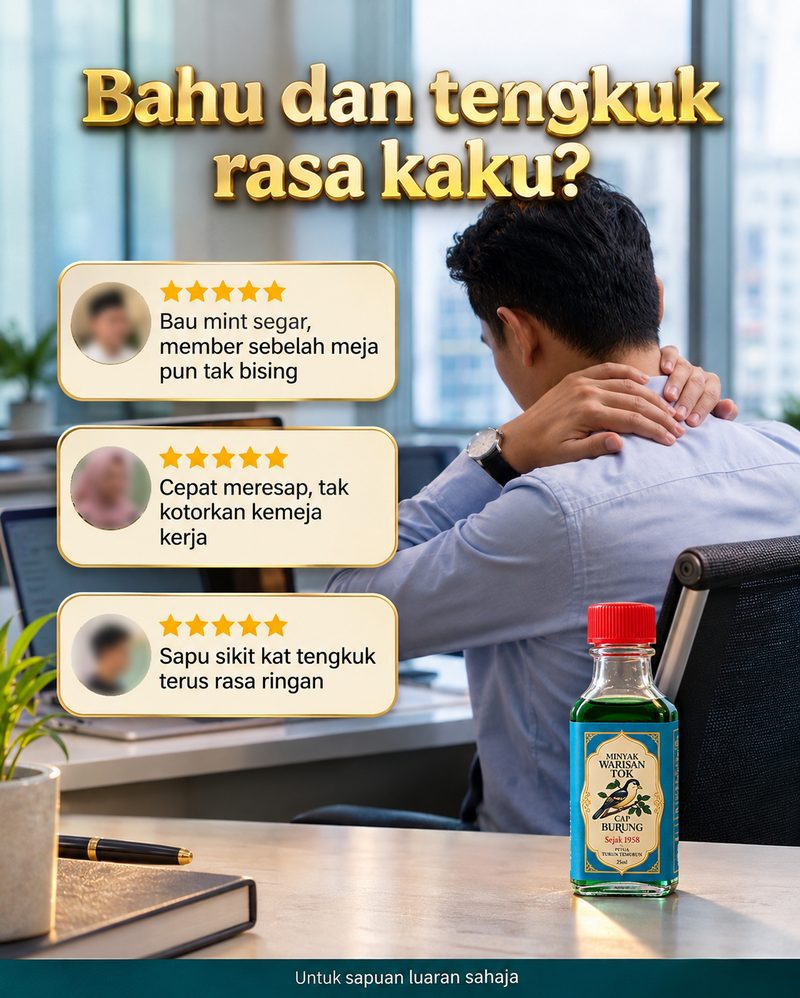 Bahu dan tengkuk
rasa kaku?
Bau mint segar,
member sebelah meja
pun tak bising
Cepat meresap, tak
kotorkan kemeja
kerja
Sapu sikit kat tengkuk
terus rasa ringan
MINYAK
WARISAN
TOK
CAP
BURUNG
Sejak 1958
TURUN TEMURUN
25ml
Untuk sapuan luaran sahaja